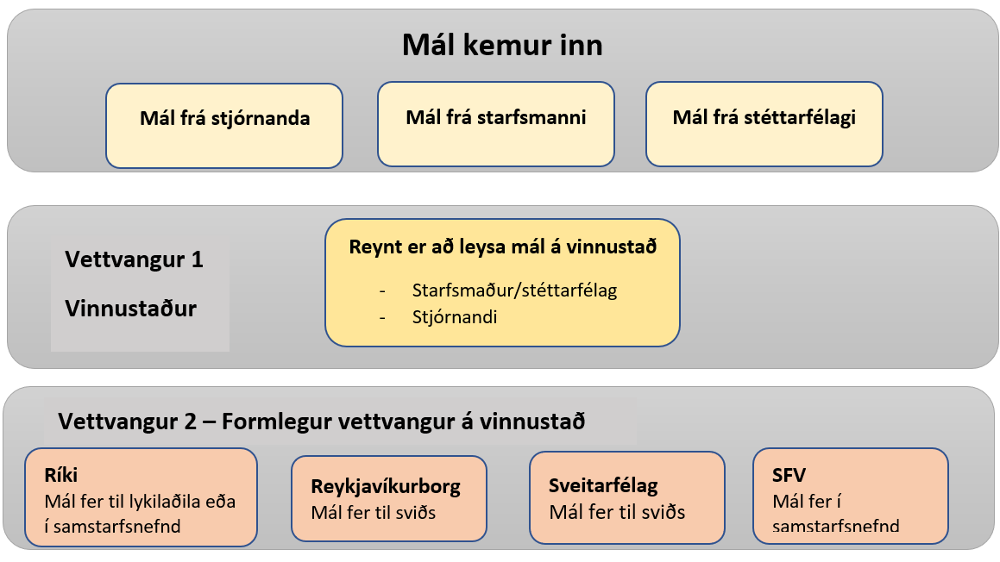 Mál kemur inn
Mál frá stjórnanda
Mál frá starfsmanni
Mál frá stéttarfélagi
Vettvangur 1
Vinnustaður
Reynt er að leysa mál á vinnustað
- Starfsmaður/stéttarfélag
- Stjórnandi
Vettvangur 2 – Formlegur vettvangur á vinnustað
Ríki
Mál fer til lykilaðila eða
í samstarfsnefnd
Reykjavíkurborg
Mál fer til sviðs
Sveitarfélag
Mál fer til sviðs
SFV
Mál fer í
samstarfsnefnd